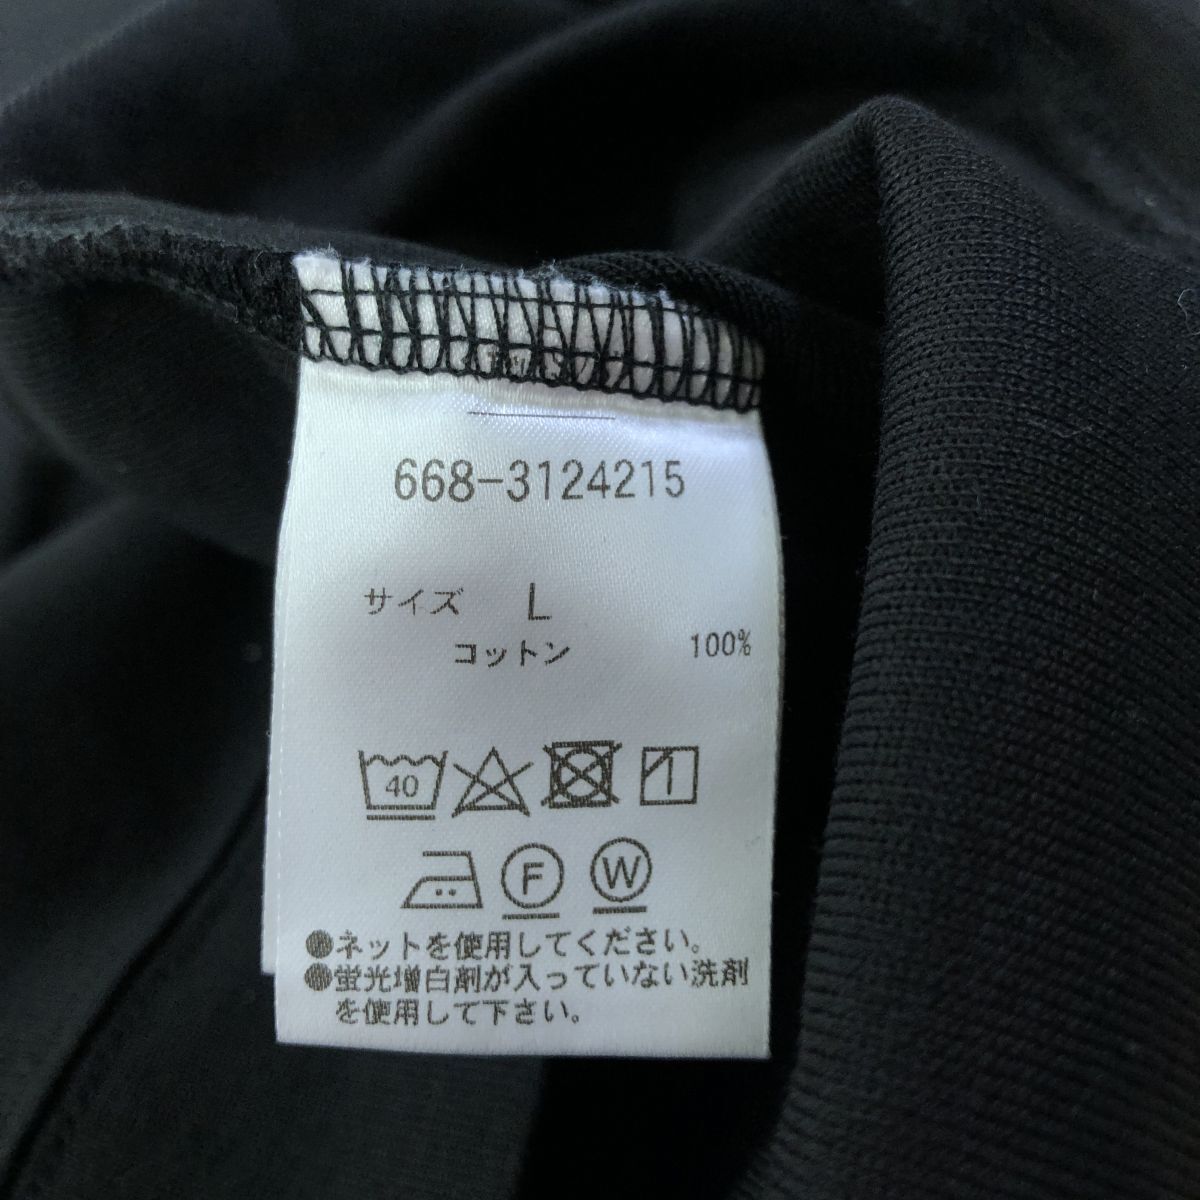 668-3124215
サイズ L
コットン 100%
40
F W
●ネットを使用してください。
●蛍光増白剤が入っていない洗剤
を使用して下さい。